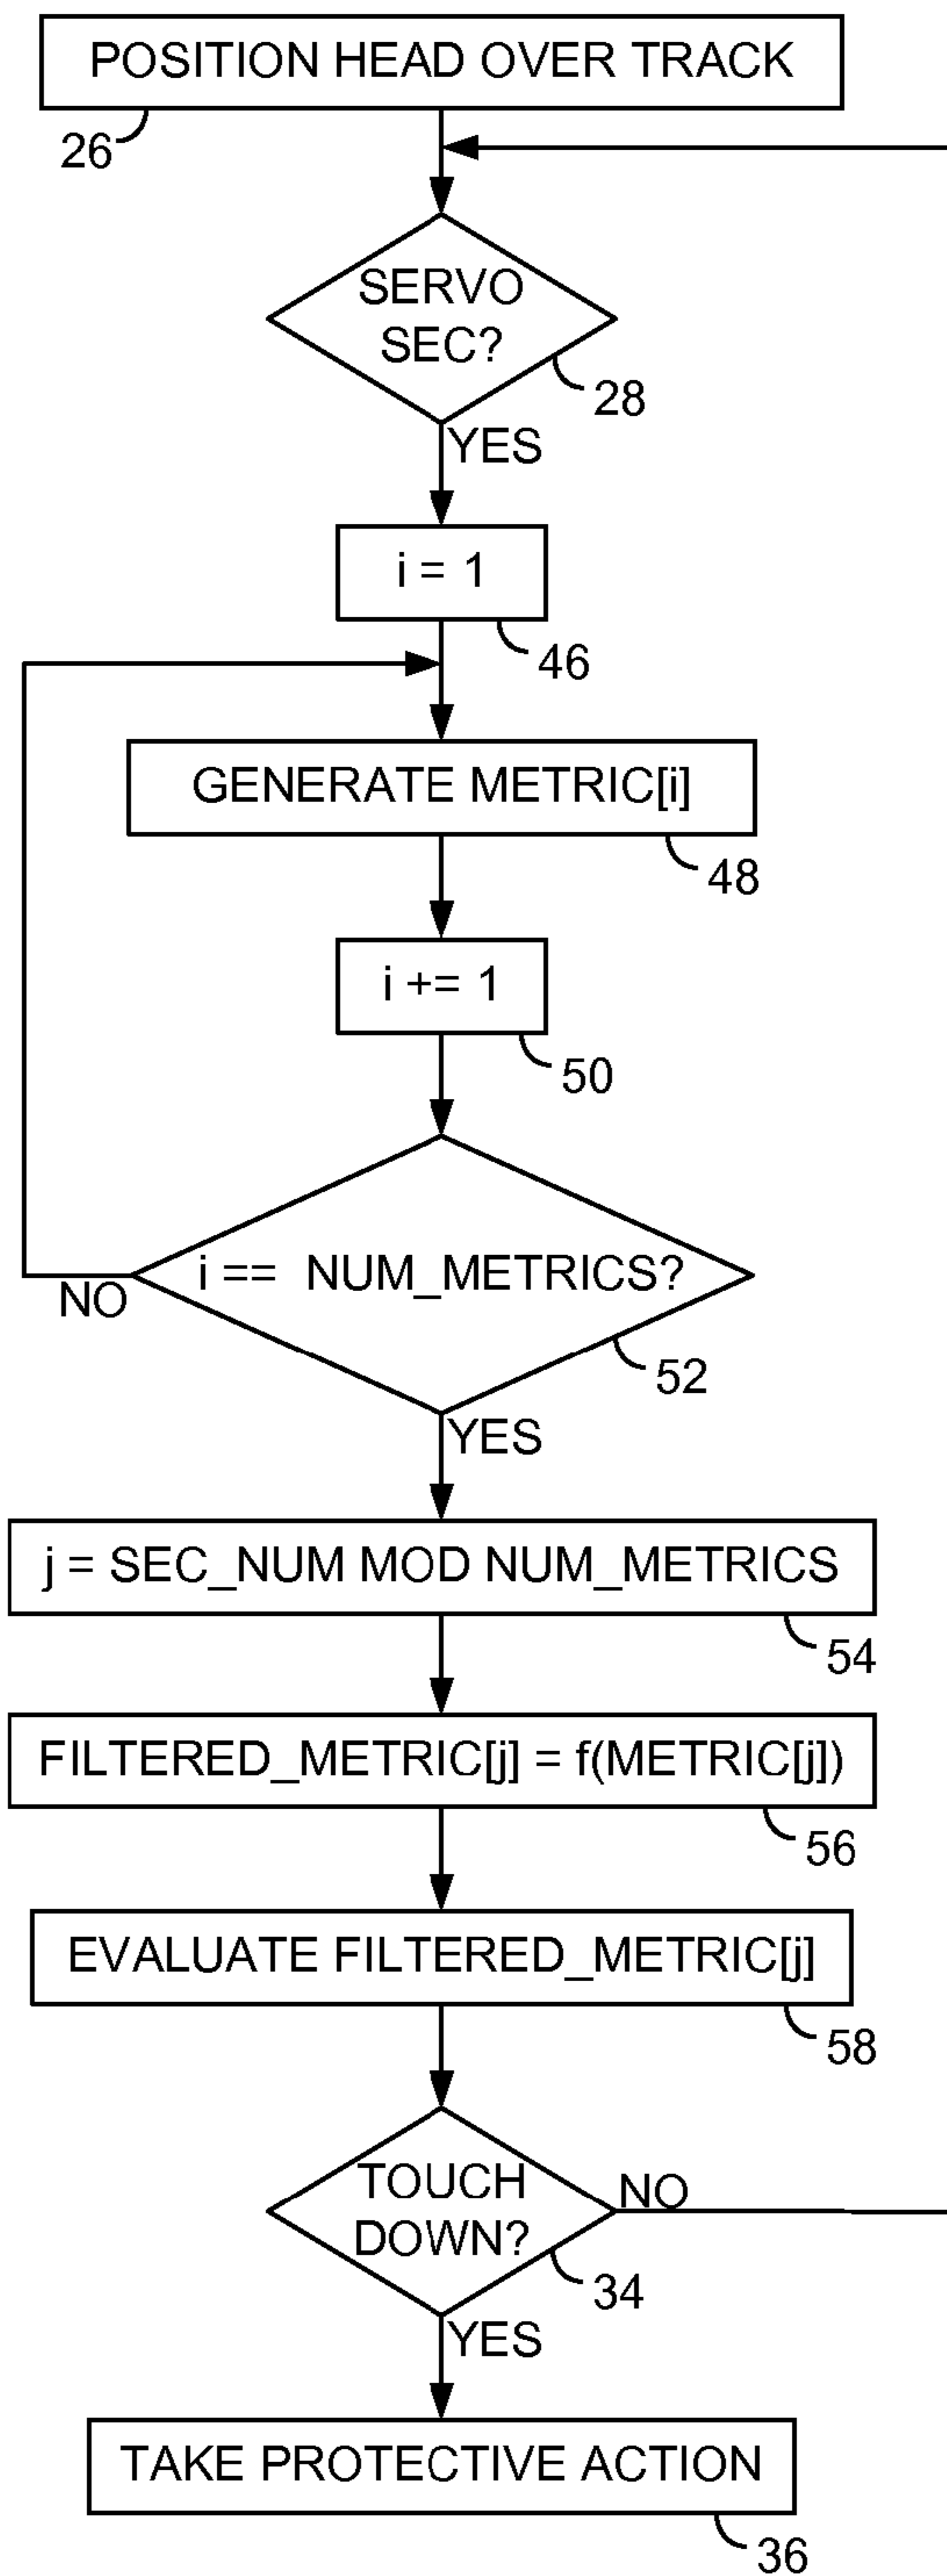 POSITION HEAD OVER TRACK
26
SERVO
SEC?
28
YES
i = 1
46
GENERATE METRIC[i]
48
i += 1
50
i == NUM_METRICS?
NO
52
YES
j = SEC_NUM MOD NUM_METRICS
54
FILTERED_METRIC[j] = f(METRIC[j])
56
EVALUATE FILTERED_METRIC[j]
58
TOUCH
DOWN?
NO
34
YES
TAKE PROTECTIVE ACTION
36